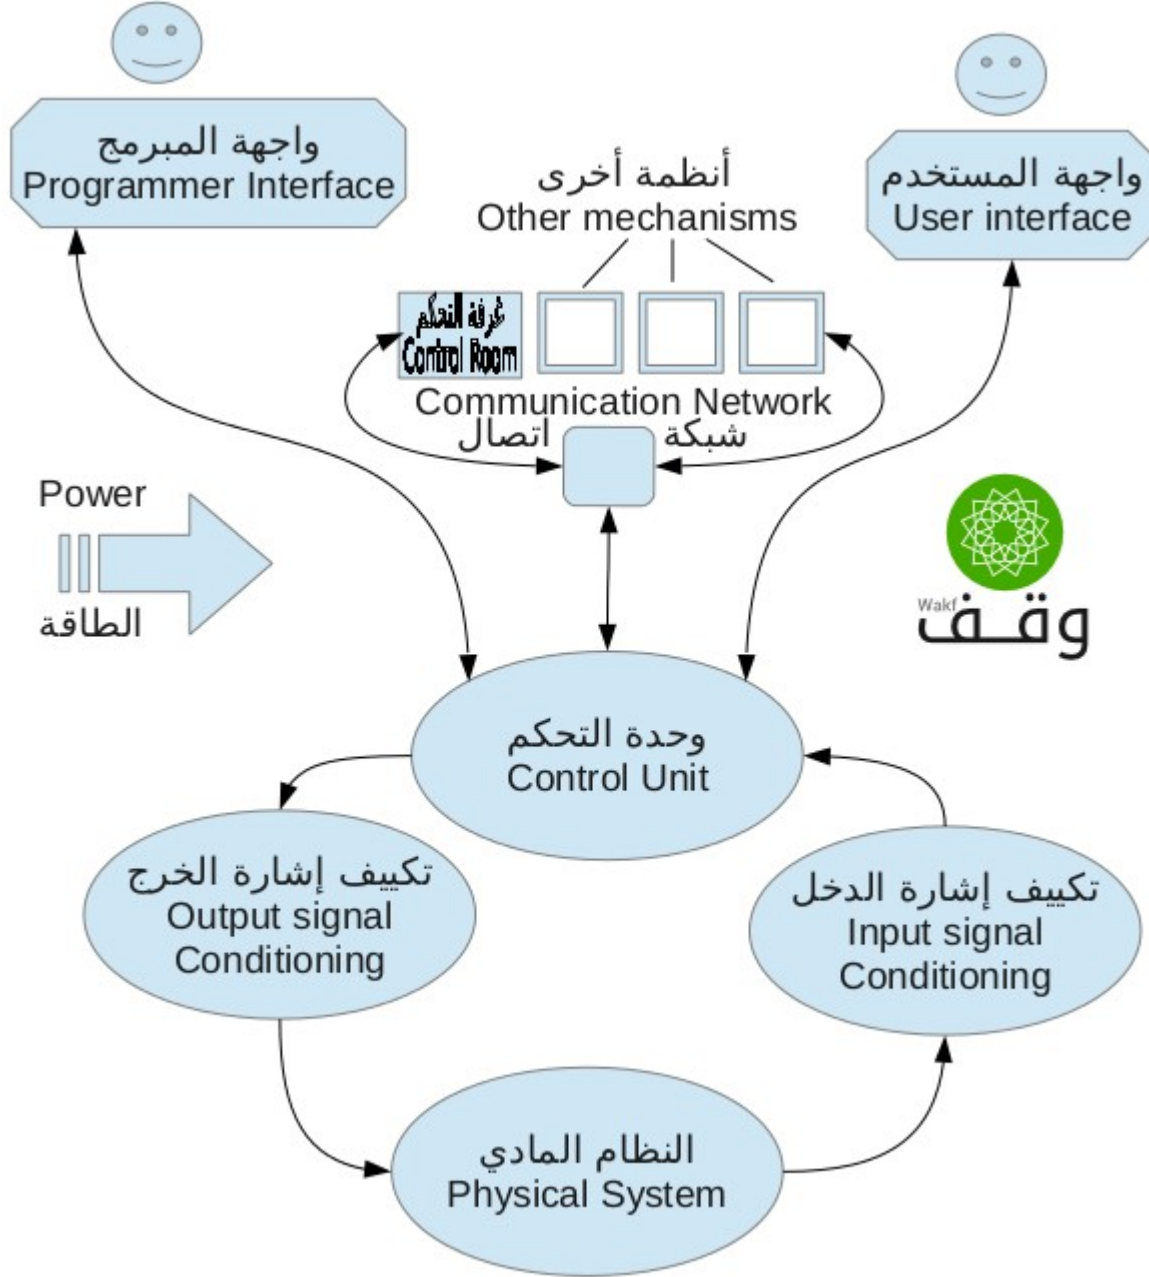 واجهة المبرمج
Programmer Interface
واجهة المستخدم
User interface
أنظمة أخرى
Other mechanisms
غرفة التحكم
Control Room
Communication Network
شبكة اتصال
Power
الطاقة
Wakf
وقف
وحدة التحكم
Control Unit
تكييف إشارة الخرج
Output signal
Conditioning
تكييف إشارة الدخل
Input signal
Conditioning
النظام المادي
Physical System